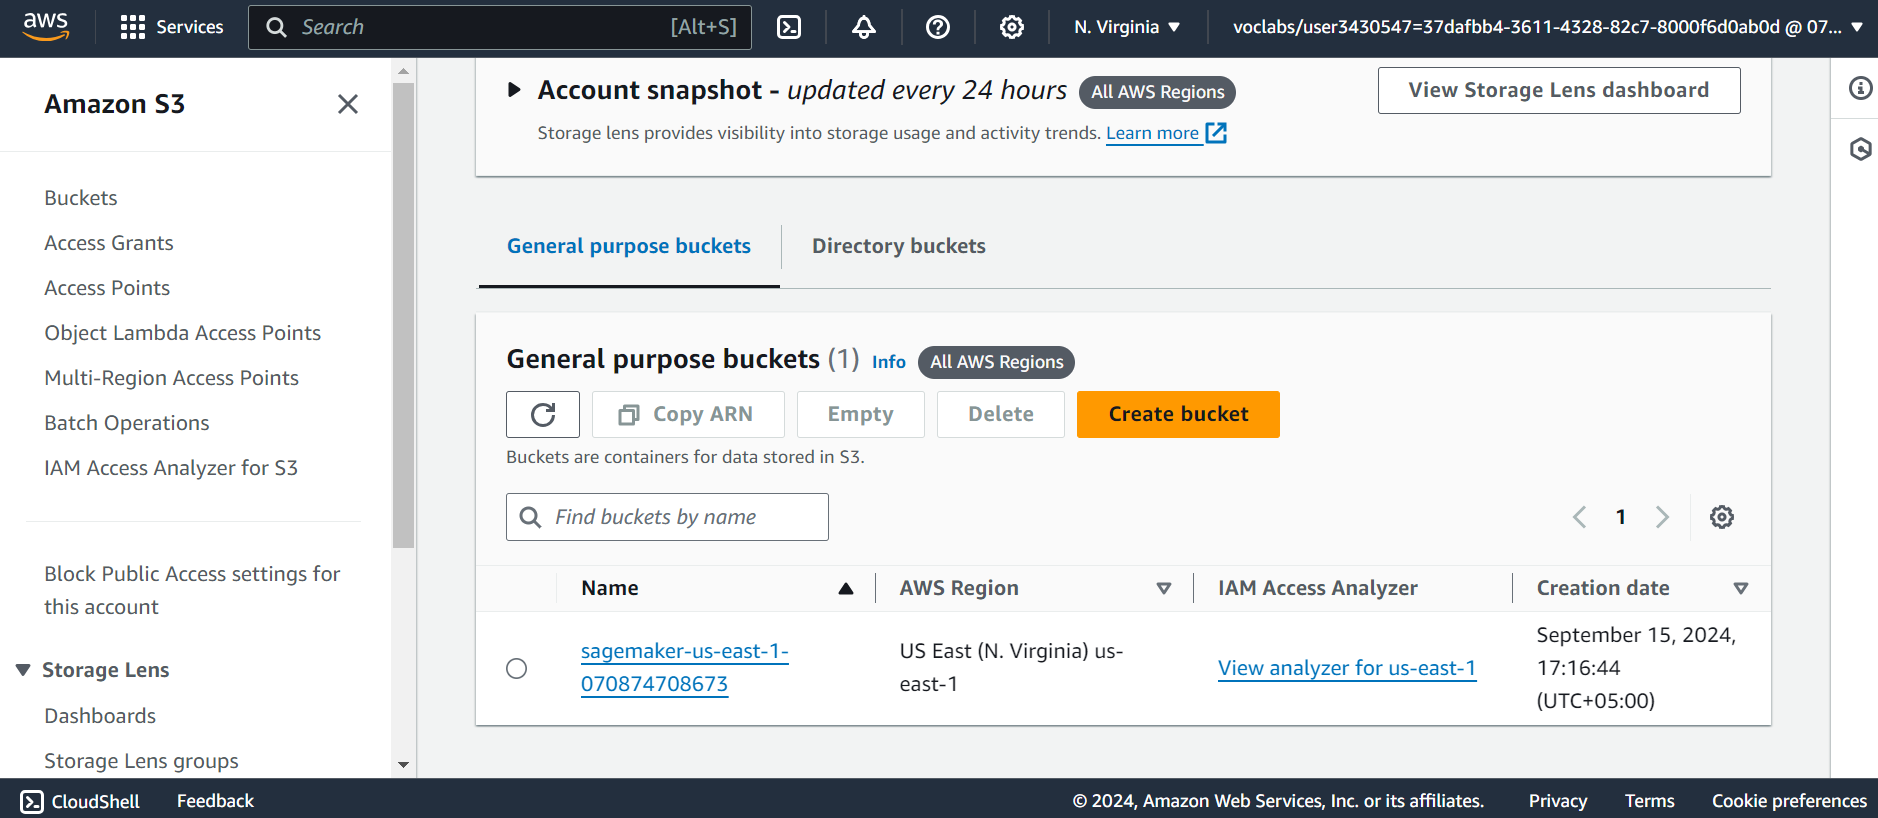 aws
Services
Search [Alt+S]
N. Virginia
voclabs/user3430547=37dafbb4-3611-4328-82c7-8000f6d0ab0d @ 07...
Amazon S3
Buckets
Access Grants
Access Points
Object Lambda Access Points
Multi-Region Access Points
Batch Operations
IAM Access Analyzer for S3
Block Public Access settings for
this account
Storage Lens
Dashboards
Storage Lens groups
Account snapshot - updated every 24 hours All AWS Regions
View Storage Lens dashboard
Storage lens provides visibility into storage usage and activity trends. Learn more
General purpose buckets
Directory buckets
General purpose buckets (1) Info All AWS Regions
Copy ARN
Empty
Delete
Create bucket
Buckets are containers for data stored in S3.
Find buckets by name
1
Name
AWS Region
IAM Access Analyzer
Creation date
sagemaker-us-east-1-
070874708673
US East (N. Virginia) us-
east-1
View analyzer for us-east-1
September 15, 2024,
17:16:44
(UTC+05:00)
CloudShell
Feedback
© 2024, Amazon Web Services, Inc. or its affiliates.
Privacy
Terms
Cookie preferences